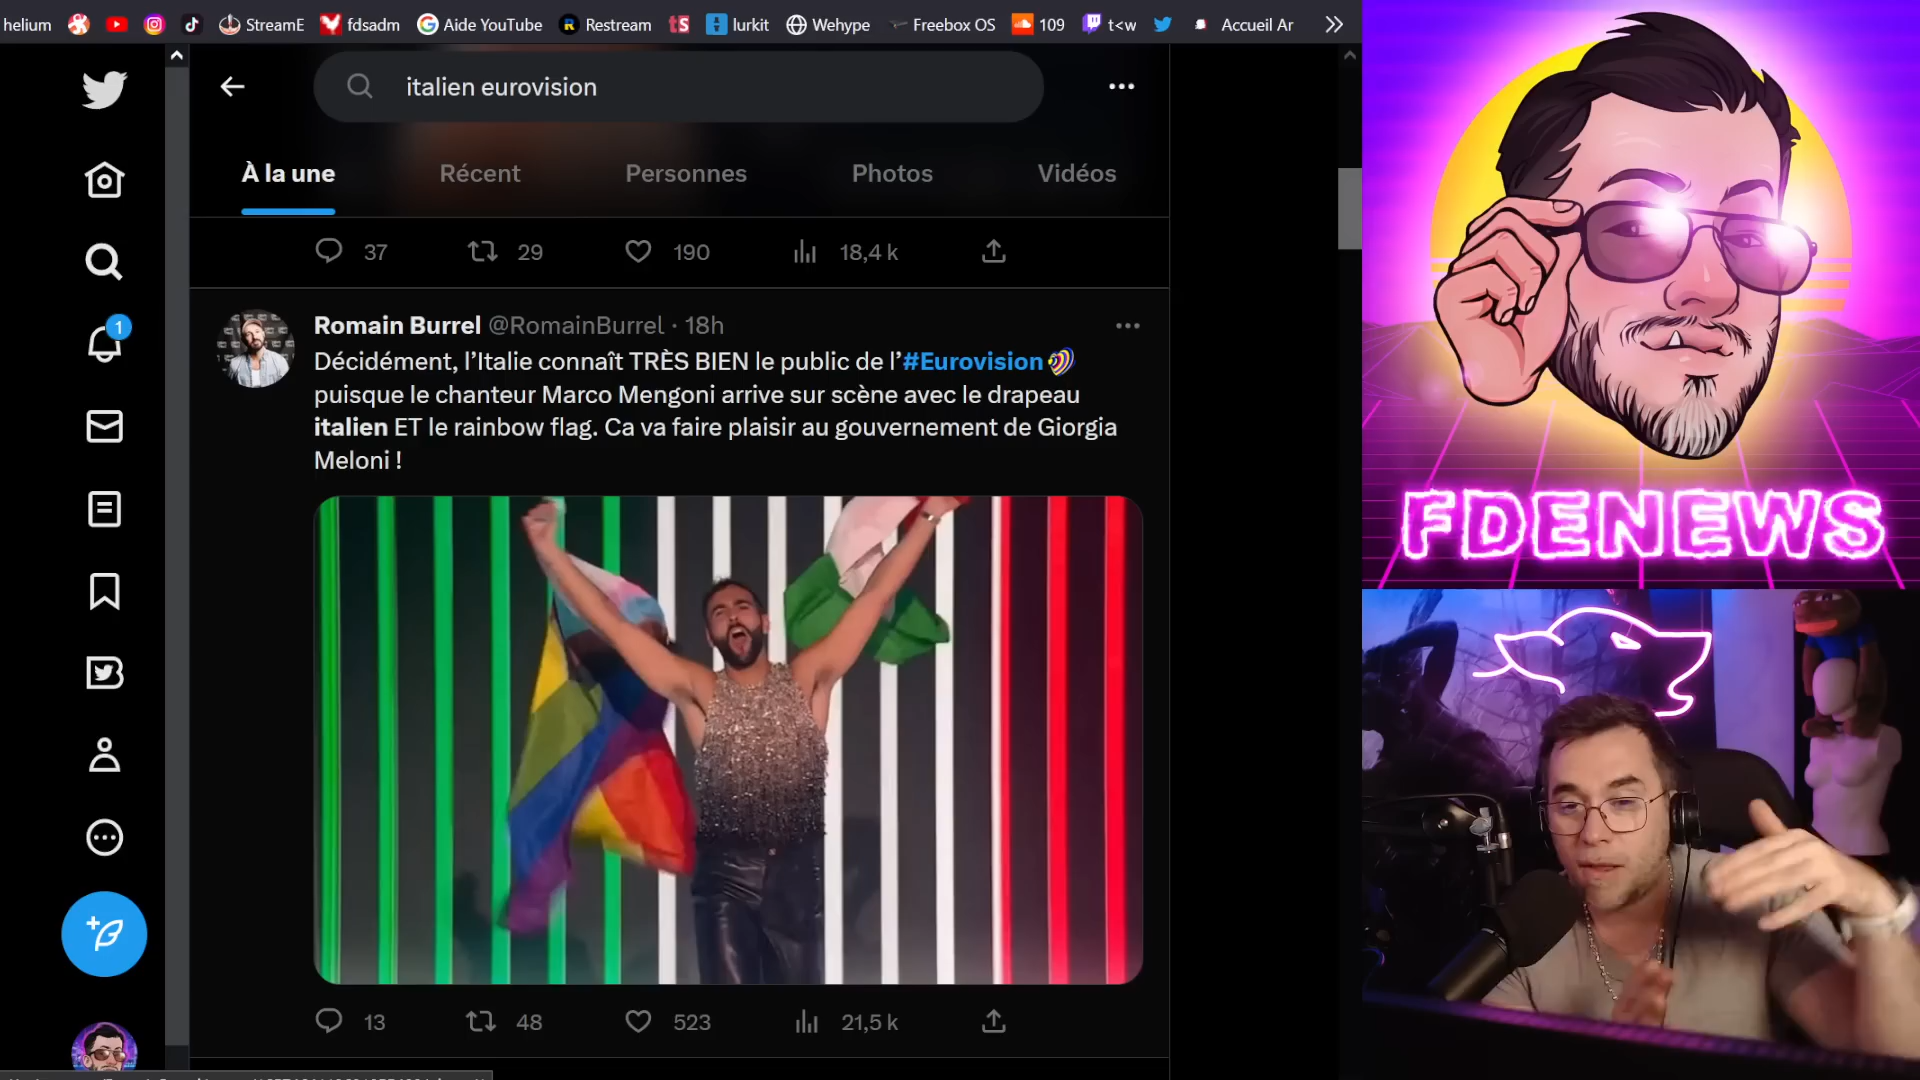 helium
StreamE
fdsadm
Aide YouTube
Restream
tS
lurkit
Wehype
Freebox OS
109
t<w
Accueil Ar
italien eurovision
À la une
Récent
Personnes
Photos
Vidéos
37
29
190
18,4 k
1
Romain Burrel @RomainBurrel · 18h
Décidément, l’Italie connaît TRÈS BIEN le public de l’#Eurovision
puisque le chanteur Marco Mengoni arrive sur scène avec le drapeau
italien ET le rainbow flag. Ca va faire plaisir au gouvernement de Giorgia
Meloni !
13
48
523
21,5 k
FDENEWS